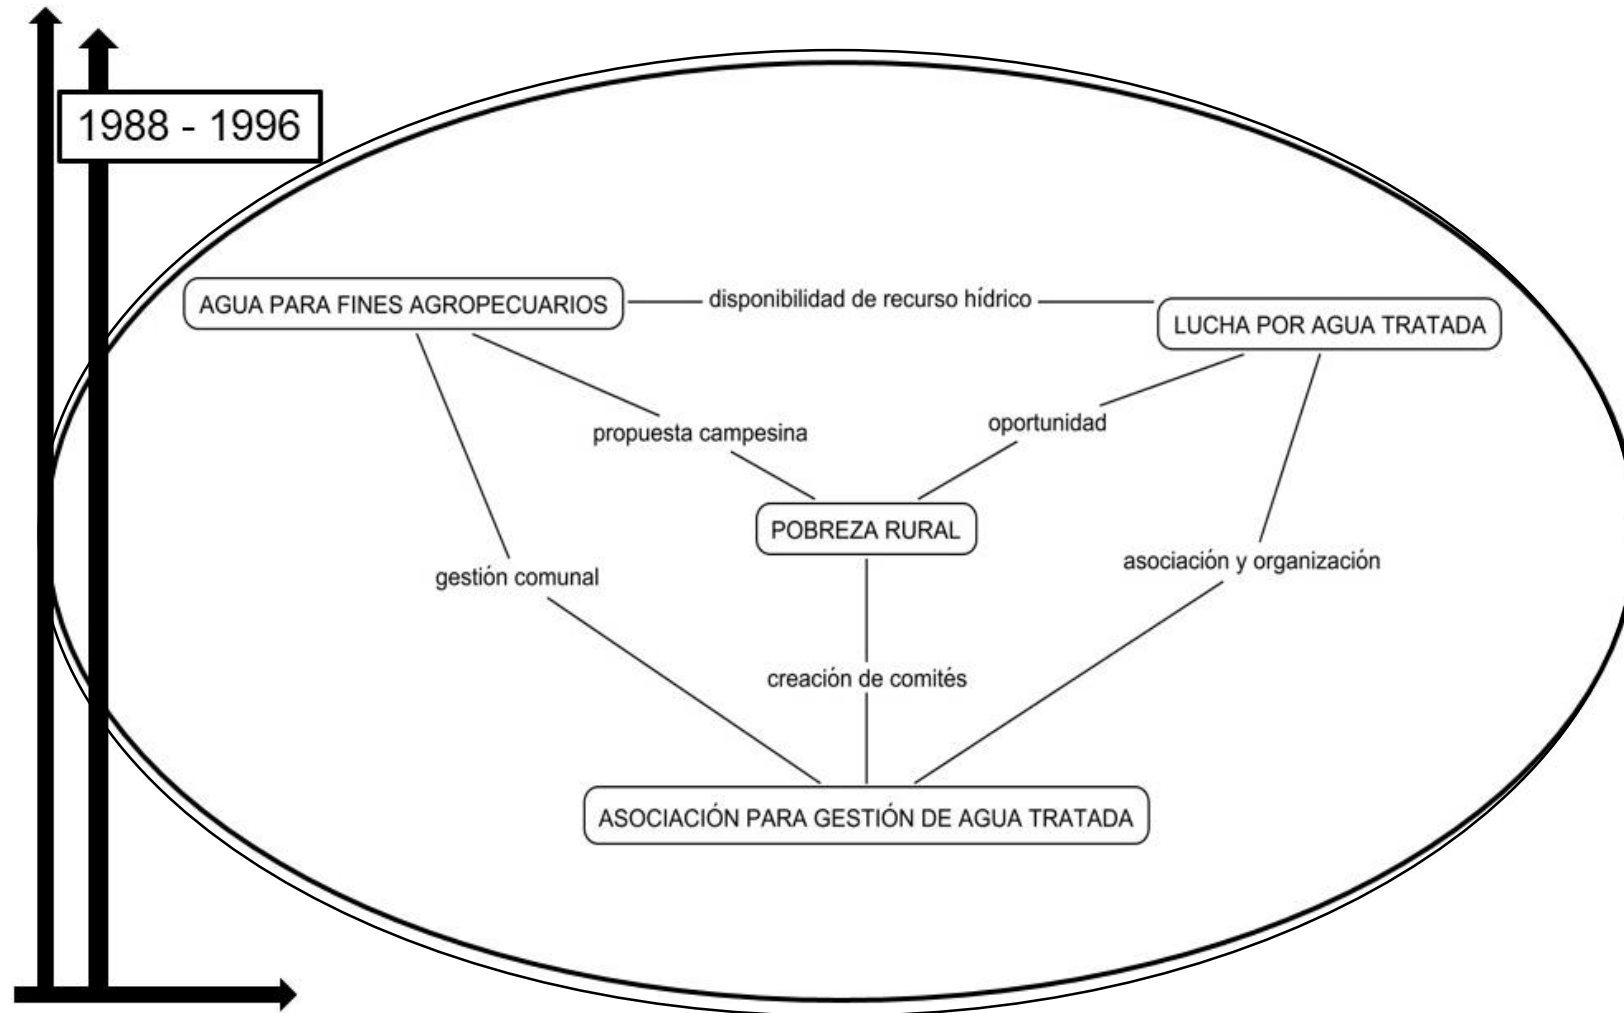 1988 - 1996
AGUA PARA FINES AGROPECUARIOS
disponibilidad de recurso hídrico
LUCHA POR AGUA TRATADA
propuesta campesina
oportunidad
POBREZA RURAL
gestión comunal
asociación y organización
creación de comités
ASOCIACIÓN PARA GESTIÓN DE AGUA TRATADA